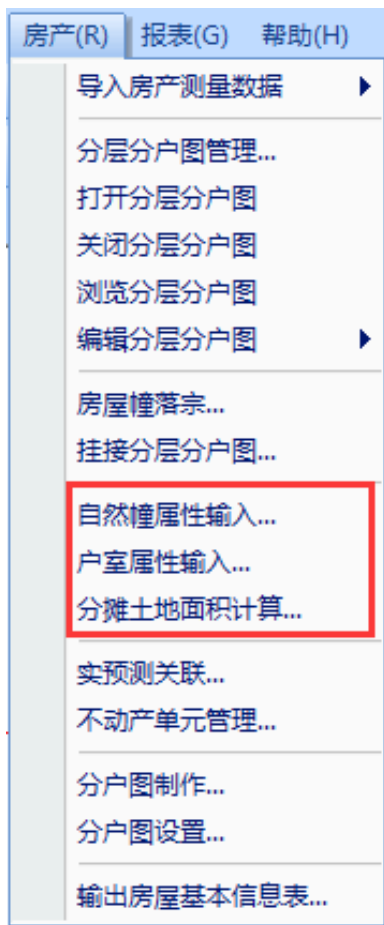 房产(R) 报表(G) 帮助(H)
导入房产测量数据
分层分户图管理...
打开分层分户图
关闭分层分户图
浏览分层分户图
编辑分层分户图
房屋幢落宗...
挂接分层分户图...
自然幢属性输入...
户室属性输入...
分摊土地面积计算...
实预测关联...
不动产单元管理...
分户图制作...
分户图设置...
输出房屋基本信息表...